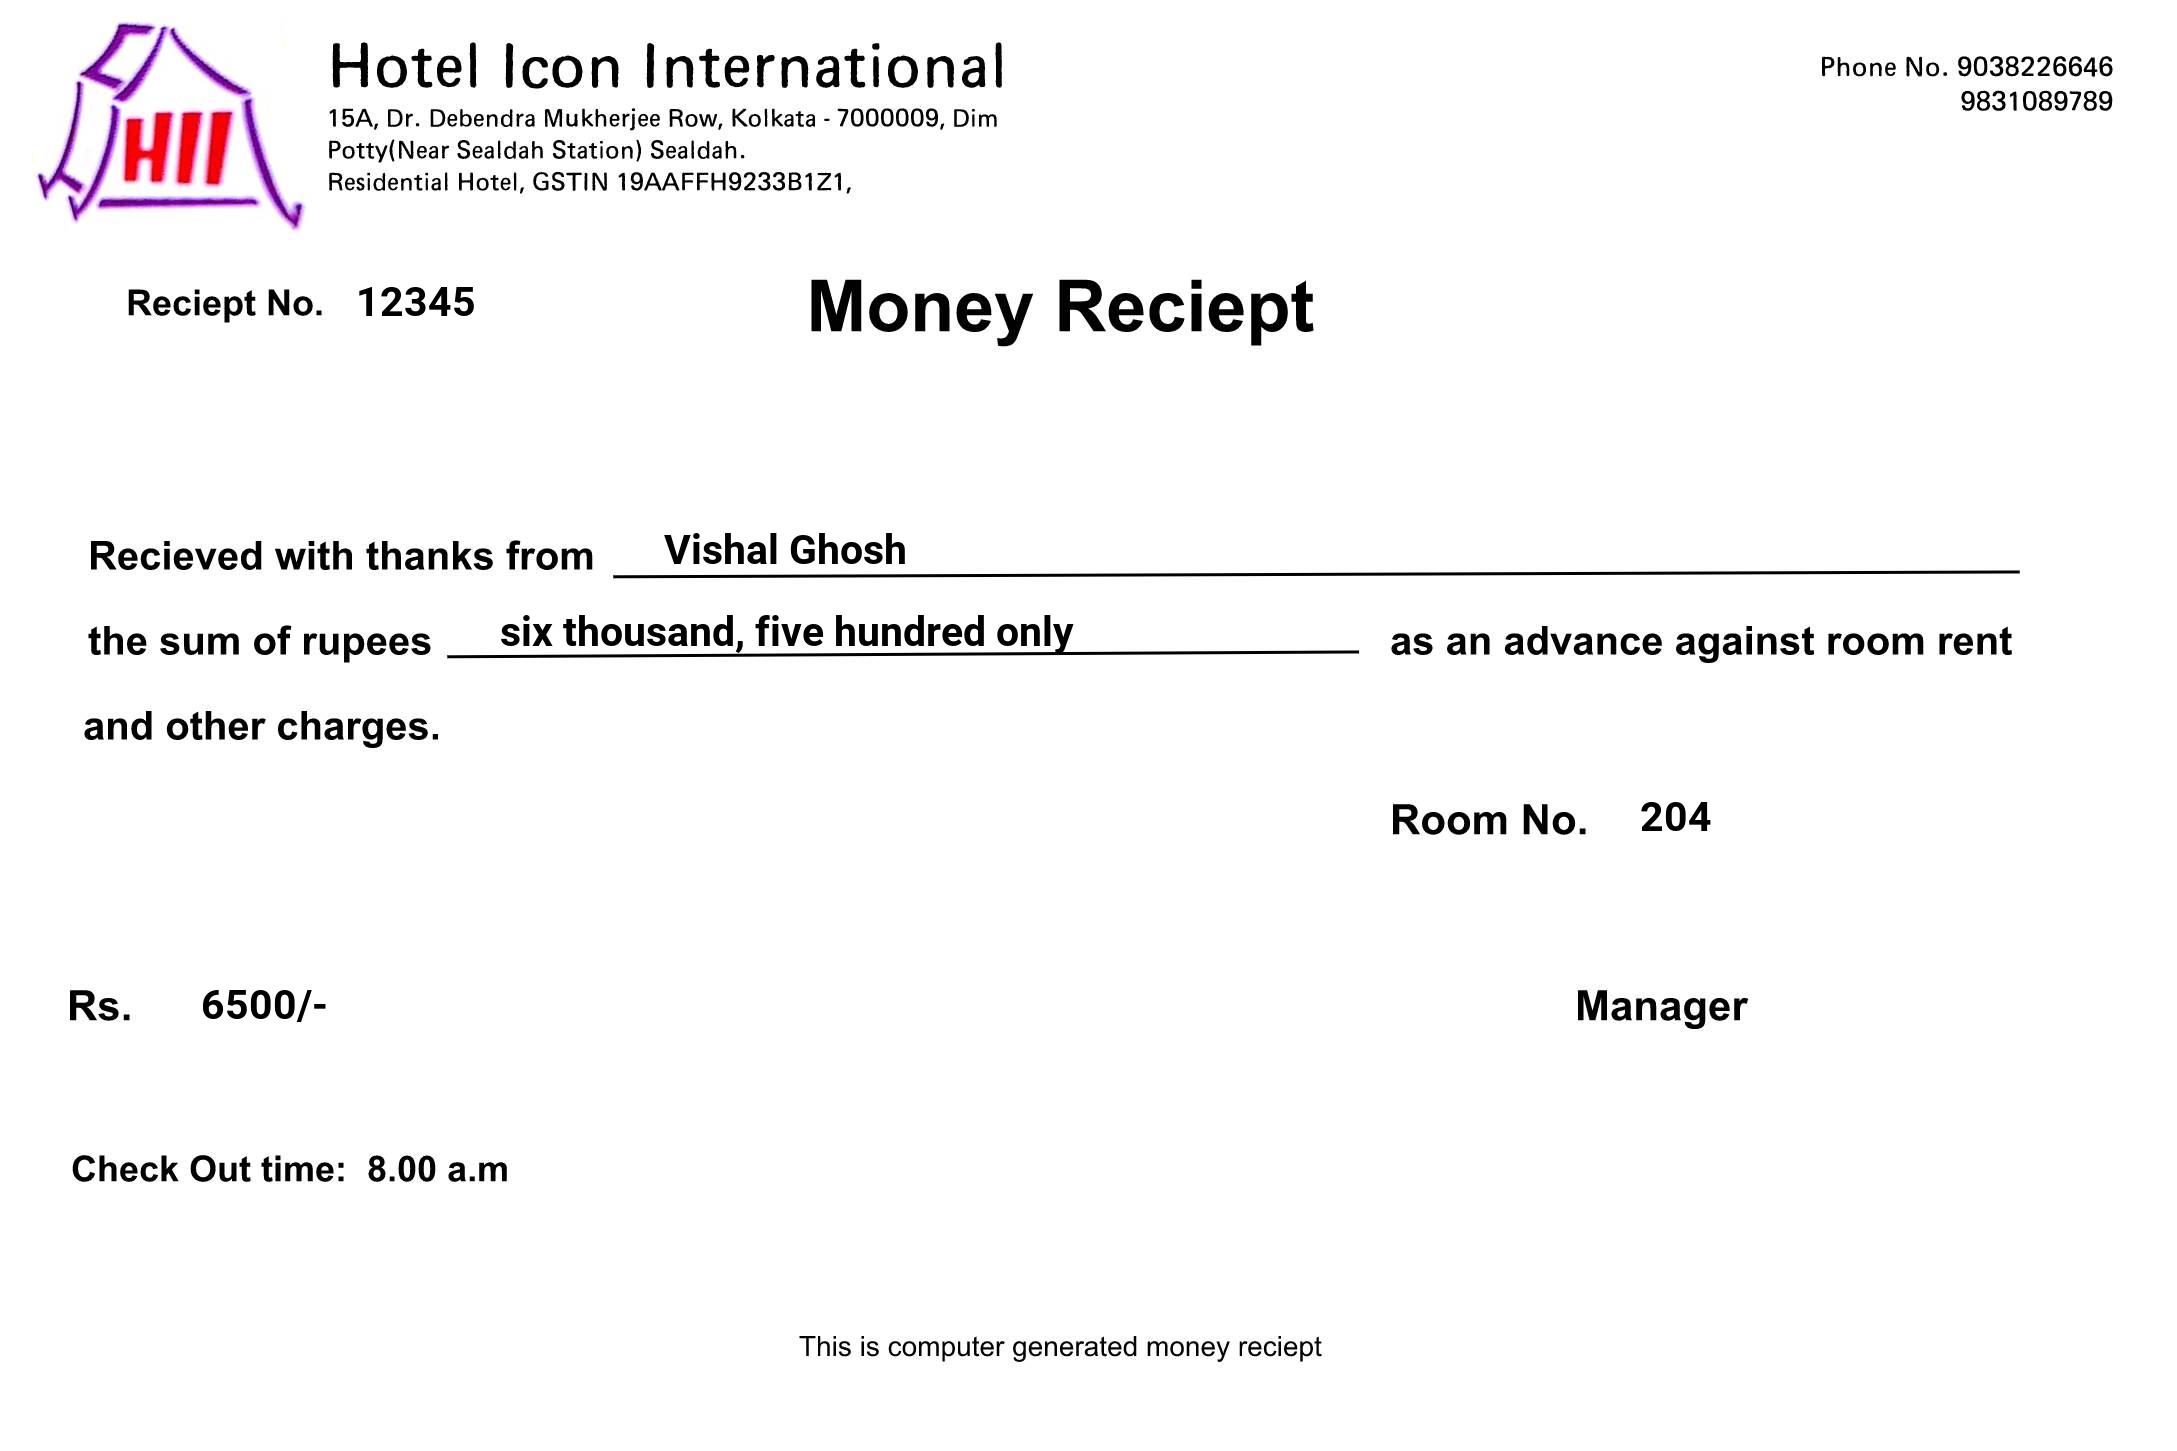 HII
Hotel Icon International
15A, Dr. Debendra Mukherjee Row, Kolkata - 7000009, Dim
Potty(Near Sealdah Station) Sealdah.
Residential Hotel, GSTIN 19AAFFH9233B1Z1,
Phone No. 9038226646
9831089789
Reciept No. 12345
Money Reciept
Recieved with thanks from Vishal Ghosh
the sum of rupees six thousand, five hundred only as an advance against room rent
and other charges.
Room No. 204
Rs. 6500/- Manager
Check Out time: 8.00 a.m
This is computer generated money reciept